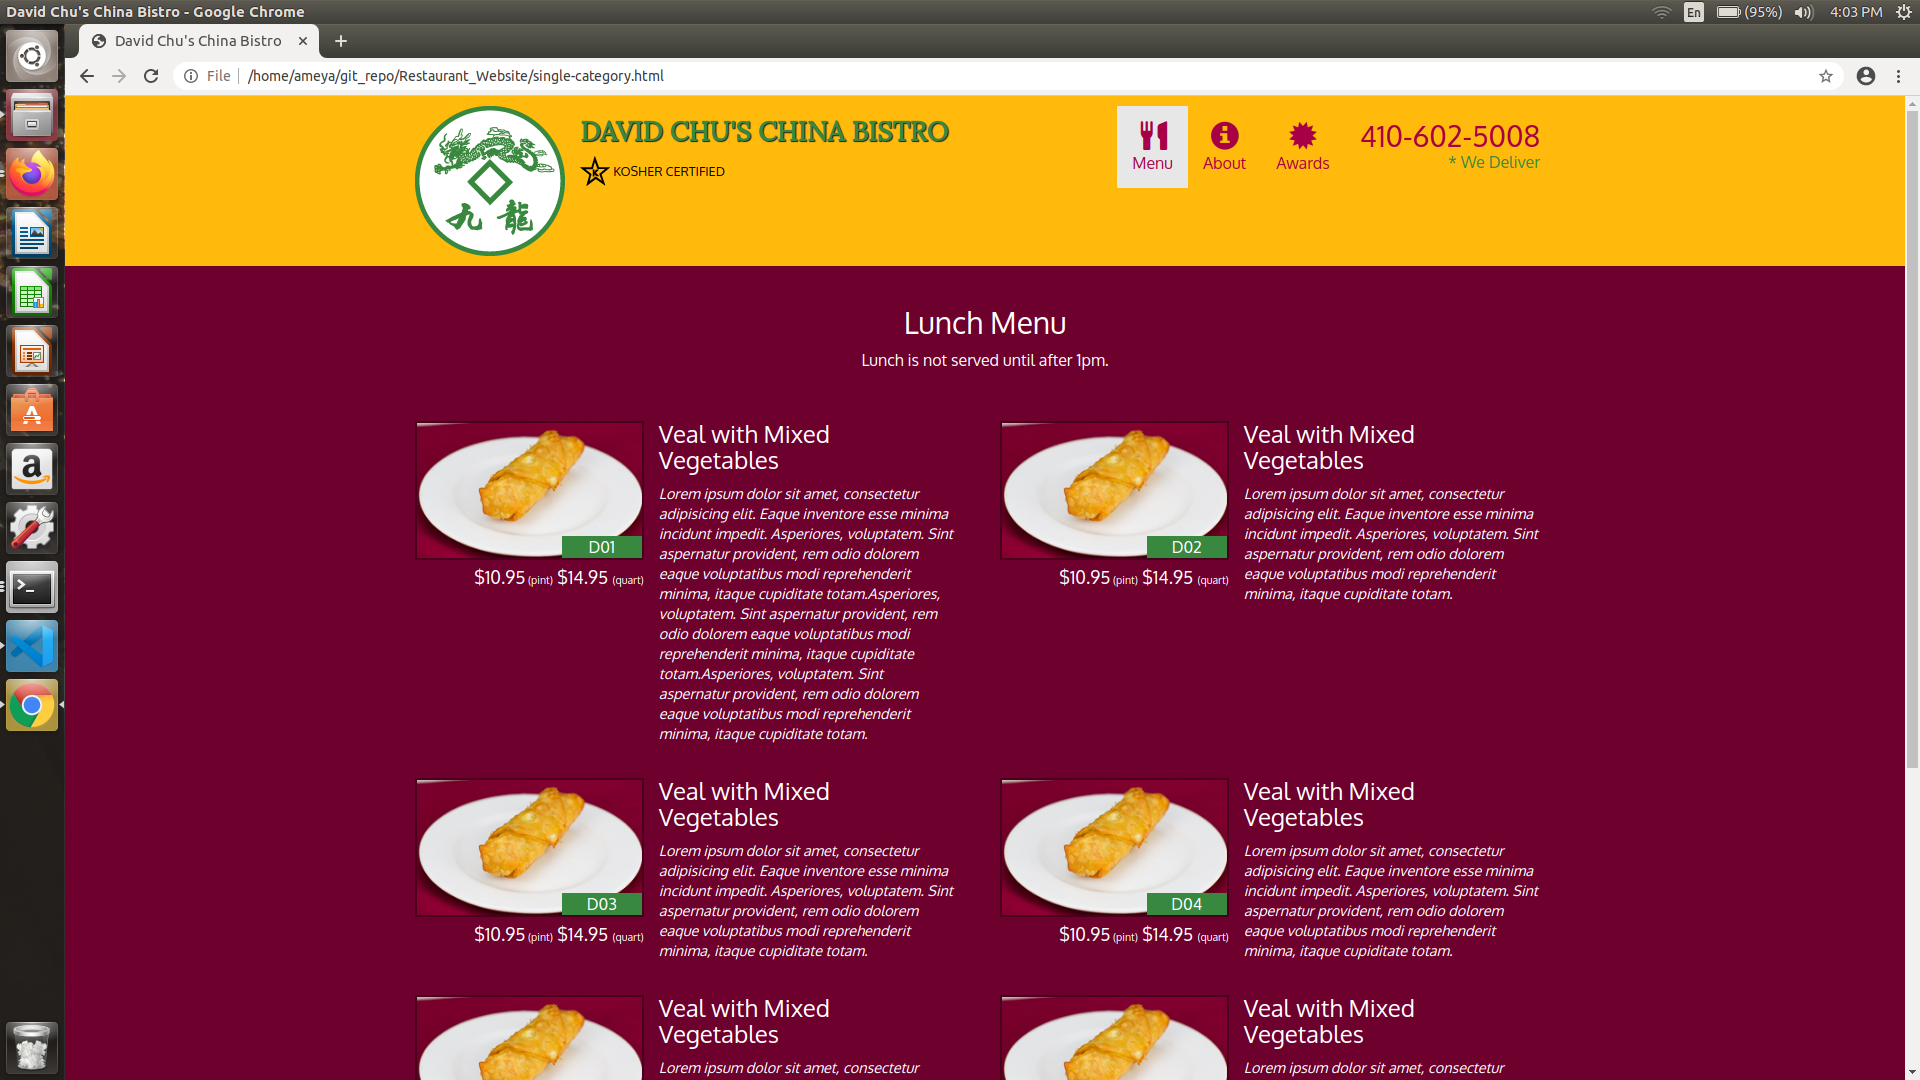 David Chu's China Bistro - Google Chrome
En
(95%)
4:03 PM
David Chu's China Bistro
File
/home/ameya/git_repo/Restaurant_Website/single-category.html
九 龍
DAVID CHU'S CHINA BISTRO
K
KOSHER CERTIFIED
Menu
About
Awards
410-602-5008
* We Deliver
Lunch Menu
Lunch is not served until after 1pm.
D01
$10.95 (pint) $14.95 (quart)
Veal with Mixed
Vegetables
Lorem ipsum dolor sit amet, consectetur
adipisicing elit. Eaque inventore esse minima
incidunt impedit. Asperiores, voluptatem. Sint
aspernatur provident, rem odio dolorem
eaque voluptatibus modi reprehenderit
minima, itaque cupiditate totam.Asperiores,
voluptatem. Sint aspernatur provident, rem
odio dolorem eaque voluptatibus modi
reprehenderit minima, itaque cupiditate
totam.Asperiores, voluptatem. Sint
aspernatur provident, rem odio dolorem
eaque voluptatibus modi reprehenderit
minima, itaque cupiditate totam.
D02
$10.95 (pint) $14.95 (quart)
Veal with Mixed
Vegetables
Lorem ipsum dolor sit amet, consectetur
adipisicing elit. Eaque inventore esse minima
incidunt impedit. Asperiores, voluptatem. Sint
aspernatur provident, rem odio dolorem
eaque voluptatibus modi reprehenderit
minima, itaque cupiditate totam.
D03
$10.95 (pint) $14.95 (quart)
Veal with Mixed
Vegetables
Lorem ipsum dolor sit amet, consectetur
adipisicing elit. Eaque inventore esse minima
incidunt impedit. Asperiores, voluptatem. Sint
aspernatur provident, rem odio dolorem
eaque voluptatibus modi reprehenderit
minima, itaque cupiditate totam.
D04
$10.95 (pint) $14.95 (quart)
Veal with Mixed
Vegetables
Lorem ipsum dolor sit amet, consectetur
adipisicing elit. Eaque inventore esse minima
incidunt impedit. Asperiores, voluptatem. Sint
aspernatur provident, rem odio dolorem
eaque voluptatibus modi reprehenderit
minima, itaque cupiditate totam.
Veal with Mixed
Vegetables
Lorem ipsum dolor sit amet, consectetur
Veal with Mixed
Vegetables
Lorem ipsum dolor sit amet, consectetur